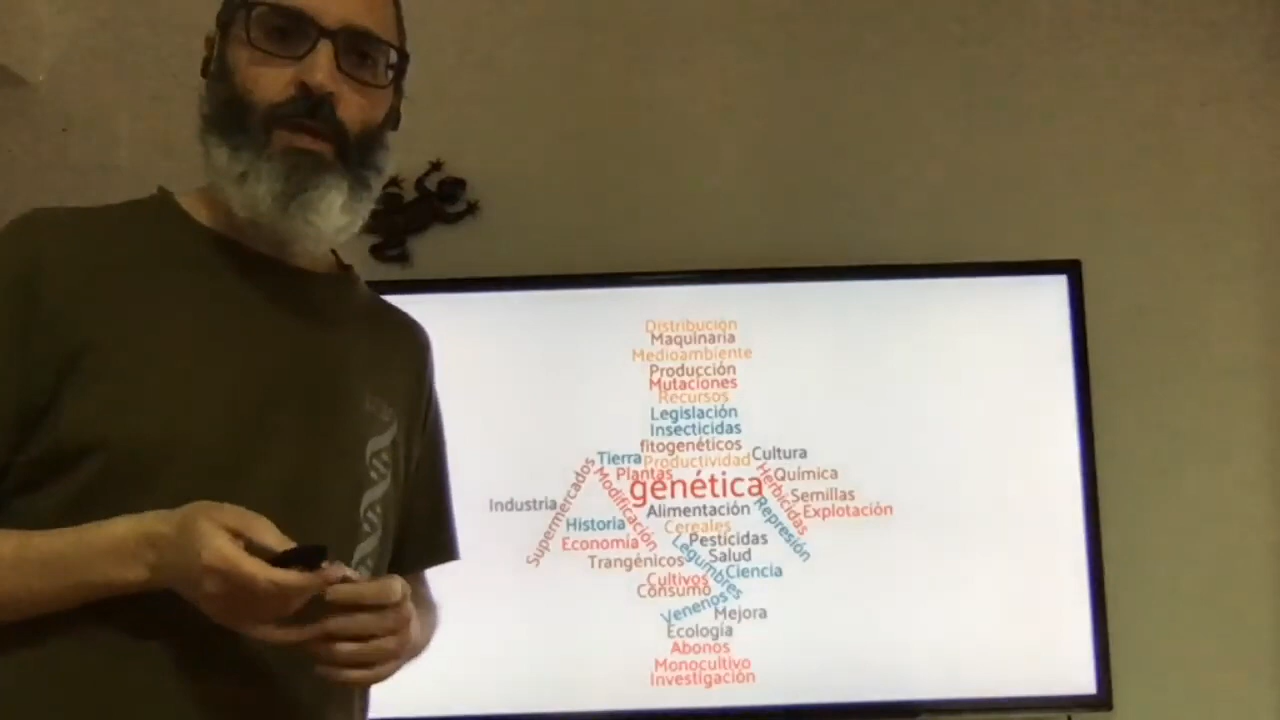 Distribución
Maquinaria
Medioambiente
Producción
Mutaciones
Recursos
Legislación
Insecticidas
fitogenéticos
Tierra
Productividad
Cultura
Plantas
Química
genética
Supermercados
Modificación
Herbicidas
Semillas
Industria
Alimentación
Explotación
Historia
Cereales
Represión
Economía
Pesticidas
Legumbres
Salud
Trangénicos
Ciencia
Cultivos
Consumo
Venenos
Mejora
Ecología
Abonos
Monocultivo
Investigación